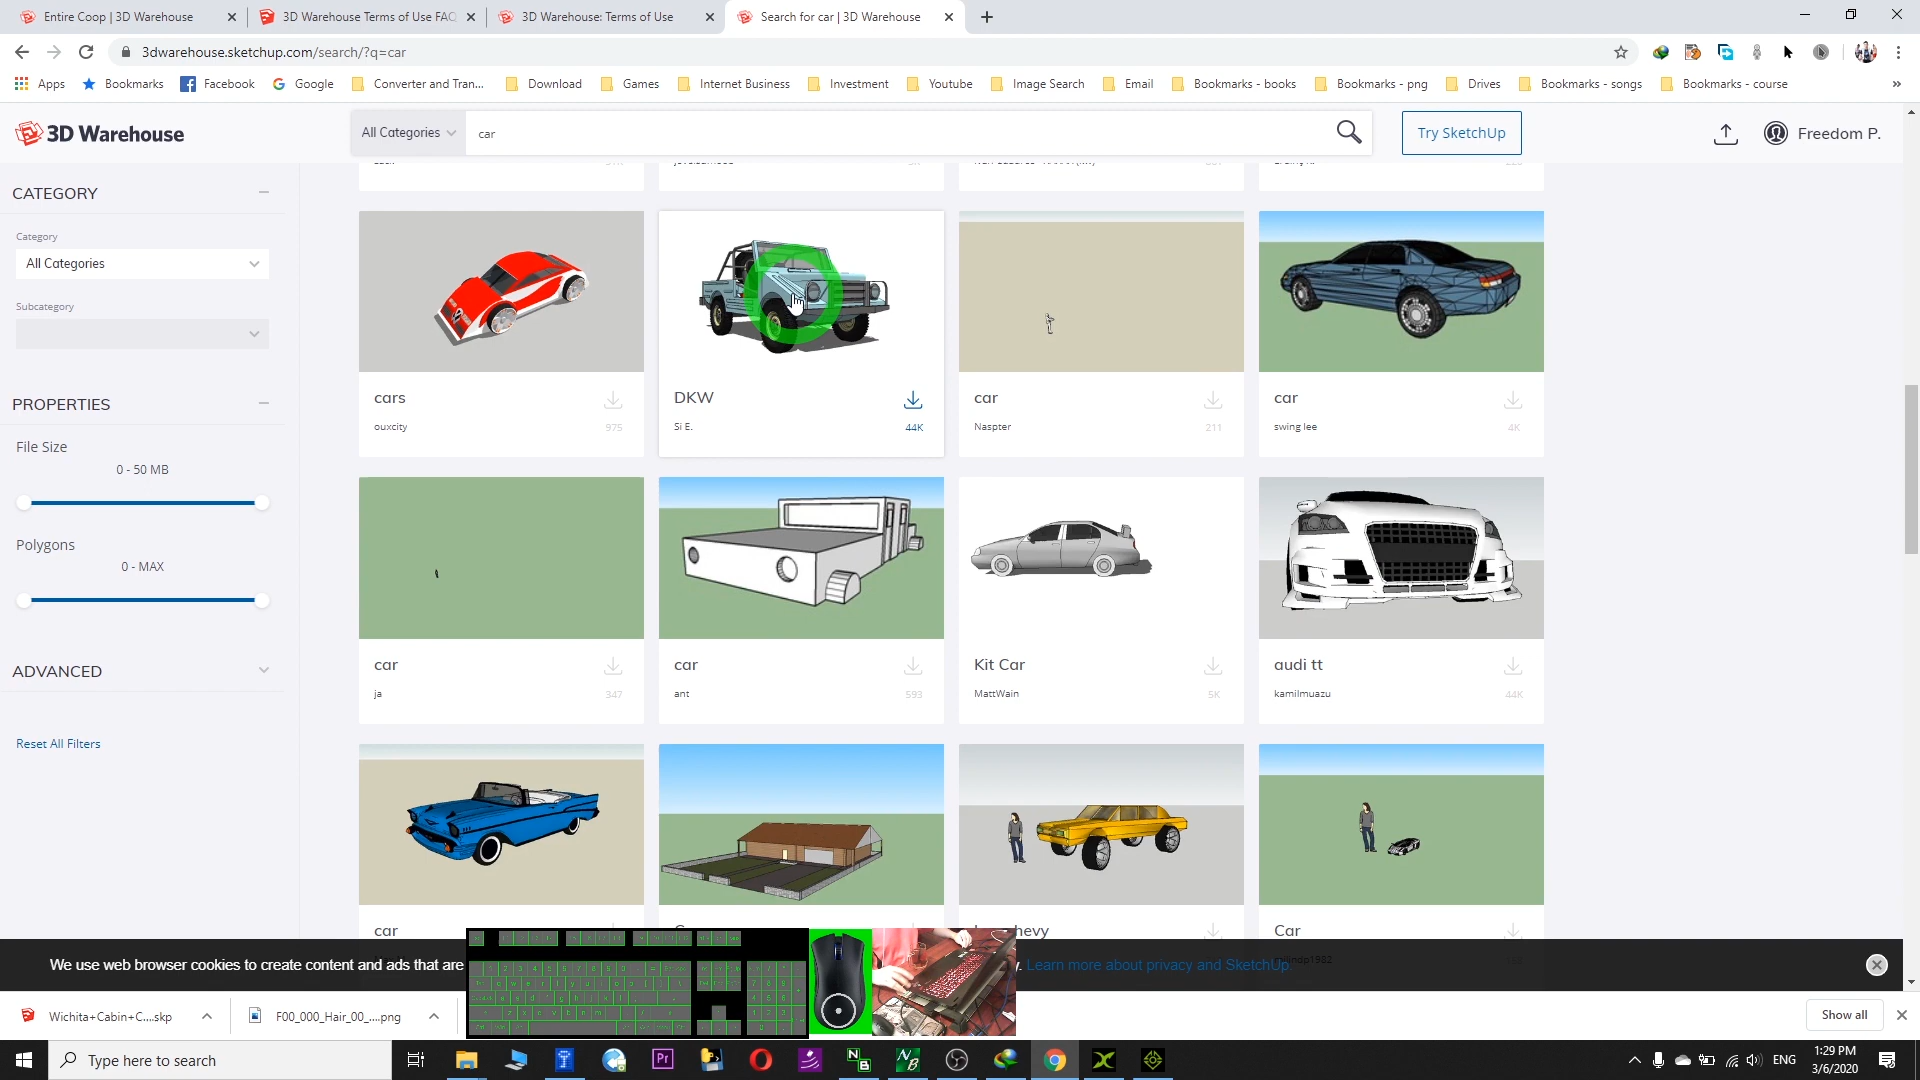 Entire Coop | 3D Warehouse
3D Warehouse Terms of Use FAQ
3D Warehouse: Terms of Use
Search for car | 3D Warehouse
3dwarehouse.sketchup.com/search/?q=car
Apps
Bookmarks
Facebook
Google
Converter and Tran...
Download
Games
Internet Business
Investment
Youtube
Image Search
Email
Bookmarks - books
Bookmarks - png
Drives
Bookmarks - songs
Bookmarks - course
3D Warehouse
All Categories
car
Try SketchUp
Freedom P.
CATEGORY
Category
All Categories
Subcategory
PROPERTIES
File Size
0 - 50 MB
Polygons
0 - MAX
ADVANCED
Reset All Filters
cars
ouxcity
975
DKW
Si E.
44K
car
Naspter
211
car
swing lee
4K
car
ja
347
car
ant
593
Kit Car
MattWain
5K
audi tt
kamilmuazu
44K
car
hevy
Car
We use web browser cookies to create content and ads that are
y. Learn more about privacy and SketchUp.
Wichita+Cabin+C....skp
F00_000_Hair_00_....png
Show all
Type here to search
ENG
1:29 PM
3/6/2020